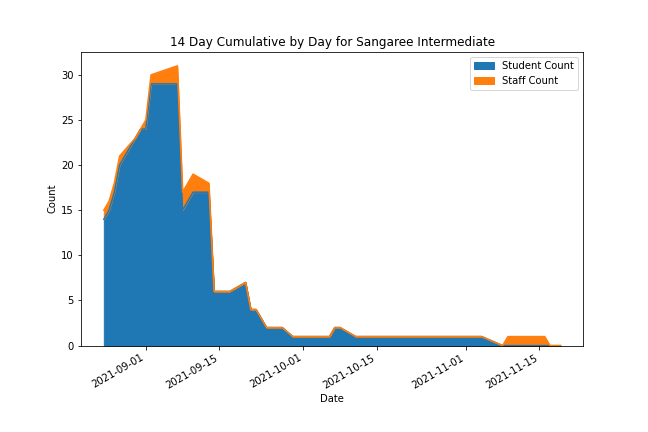 14 Day Cumulative by Day for Sangaree Intermediate
Student Count
Staff Count
30
25
20
15
10
5
0
Count
2021-09-01
2021-09-15
2021-10-01
2021-10-15
2021-11-01
2021-11-15
Date